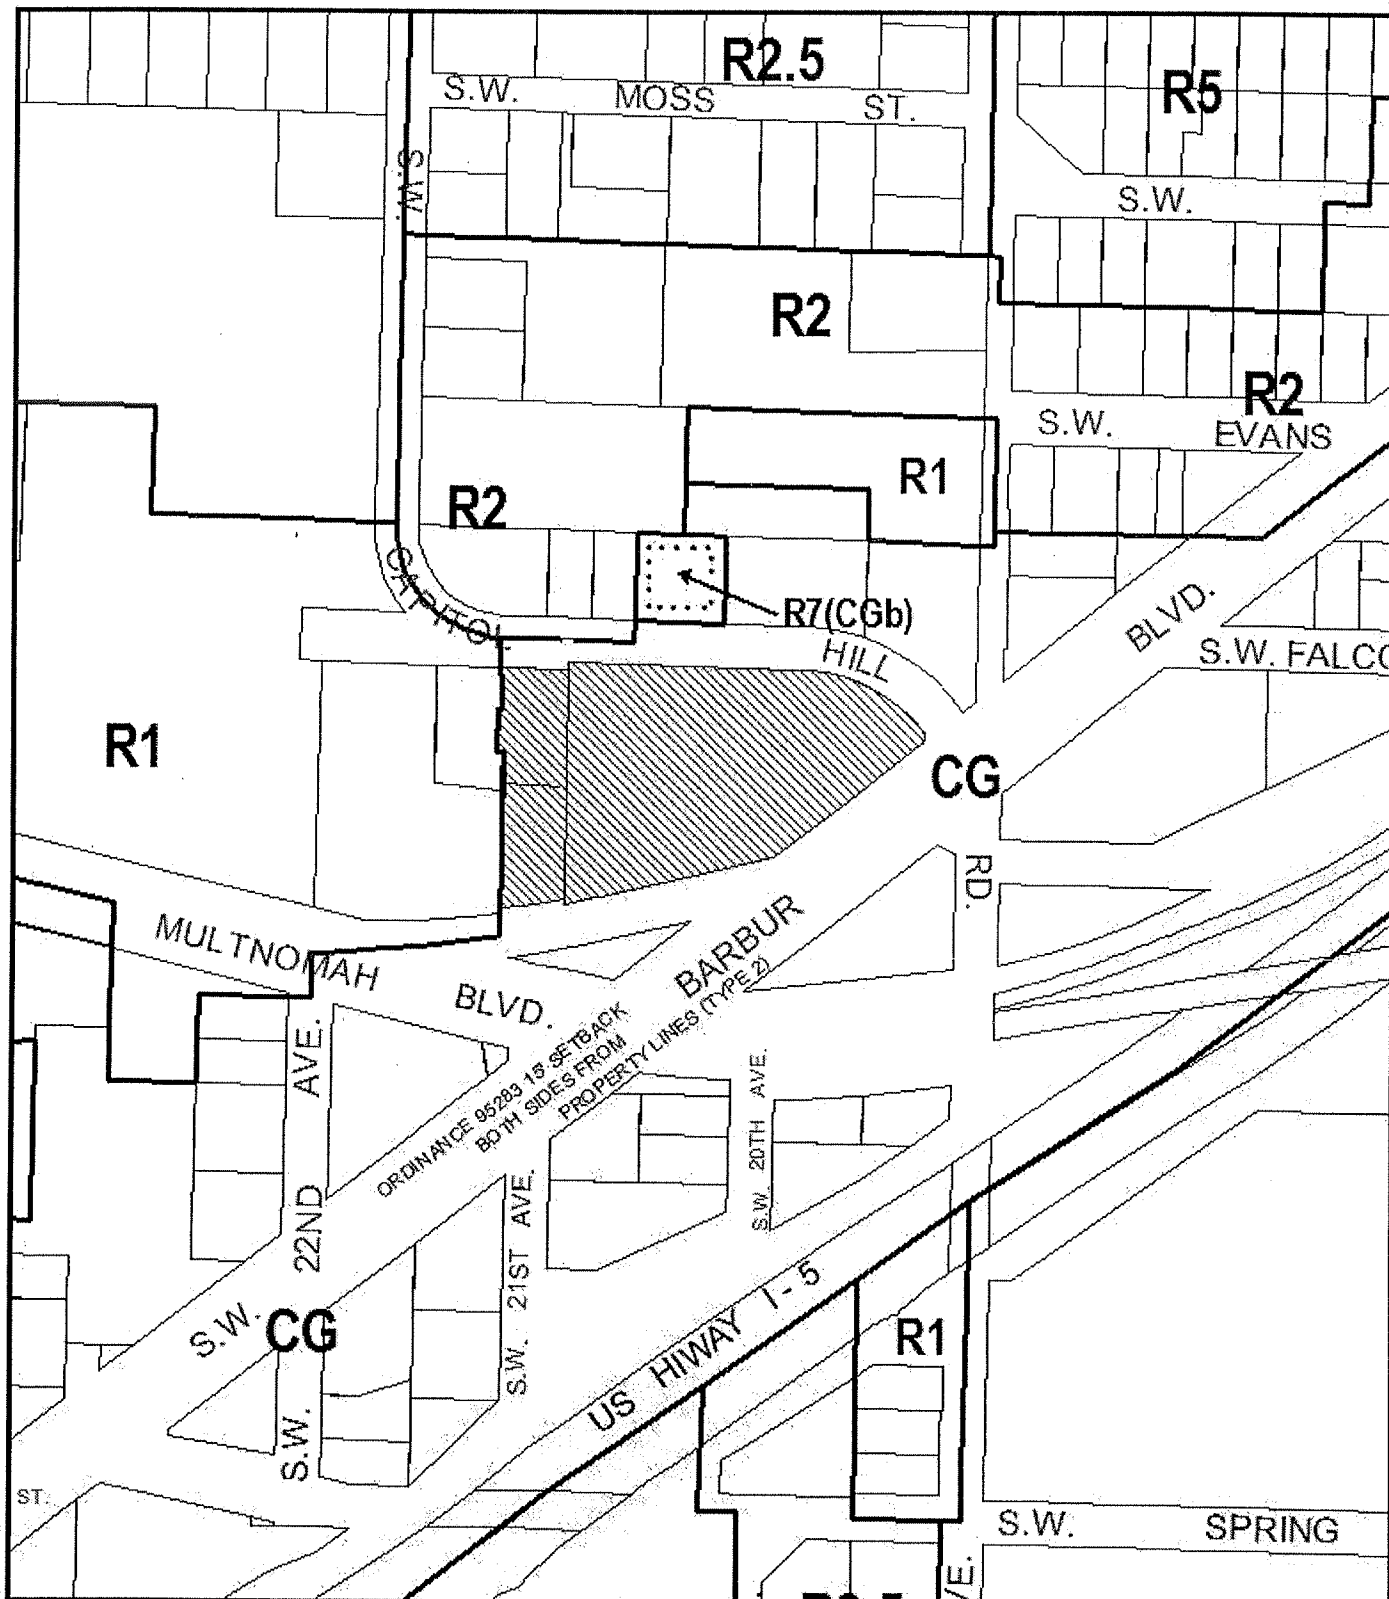 R2.5
R5
S.W. MOSS ST.
S.W.
S.W.
R2
R2
S.W. EVANS
R1
R2
CAPITOL
R7(CGb)
HILL
BLVD.
S.W. FALCO
R1
CG
RD.
MULTNOMAH
BLVD.
BARBUR
ORDINANCE 95283 15' SETBACK
BOTH SIDES FROM
PROPERTY LINES (TYPE 2)
AVE.
22ND
S.W.
S.W. 20TH AVE.
S.W. 21ST AVE.
S.W.
CG
US HIWAY I-5
R1
ST.
S.W. SPRING